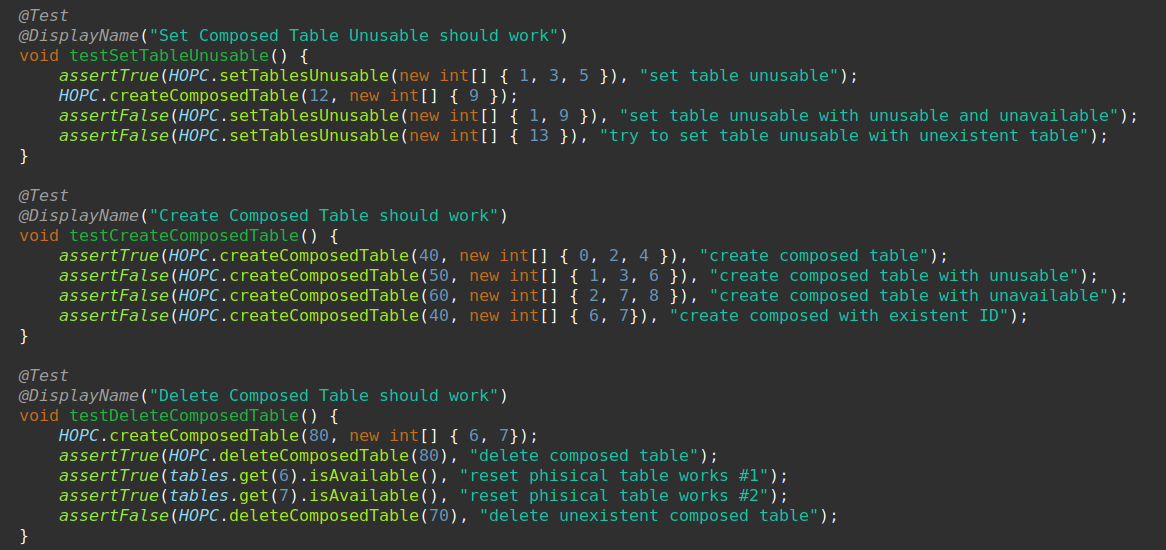 @Test
@DisplayName("Set Composed Table Unusable should work")
void testSetTableUnusable() {
    assertTrue(HOPC.setTablesUnusable(new int[] { 1, 3, 5 }), "set table unusable");
    HOPC.createComposedTable(12, new int[] { 9 });
    assertFalse(HOPC.setTablesUnusable(new int[] { 1, 9 }), "set table unusable with unusable and unavailable");
    assertFalse(HOPC.setTablesUnusable(new int[] { 13 }), "try to set table unusable with unexistent table");
}

@Test
@DisplayName("Create Composed Table should work")
void testCreateComposedTable() {
    assertTrue(HOPC.createComposedTable(40, new int[] { 0, 2, 4 }), "create composed table");
    assertFalse(HOPC.createComposedTable(50, new int[] { 1, 3, 6 }), "create composed table with unusable");
    assertFalse(HOPC.createComposedTable(60, new int[] { 2, 7, 8 }), "create composed table with unavailable");
    assertFalse(HOPC.createComposedTable(40, new int[] { 6, 7}), "create composed with existent ID");
}

@Test
@DisplayName("Delete Composed Table should work")
void testDeleteComposedTable() {
    HOPC.createComposedTable(80, new int[] { 6, 7});
    assertTrue(HOPC.deleteComposedTable(80), "delete composed table");
    assertTrue(tables.get(6).isAvailable(), "reset phisical table works #1");
    assertTrue(tables.get(7).isAvailable(), "reset phisical table works #2");
    assertFalse(HOPC.deleteComposedTable(70), "delete unexistent composed table");
}